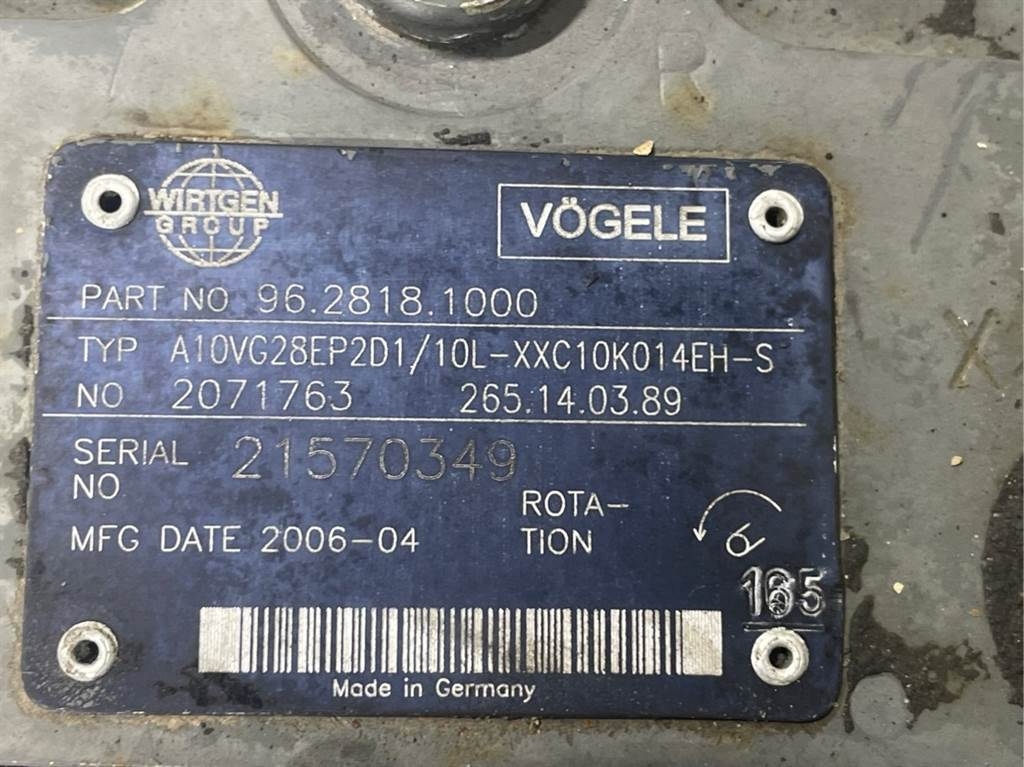 WIRTGEN
GROUP
VÖGELE
PART NO 96.2818.1000
TYP A10VG28EP2D1/10L-XXC10K014EH-S
NO 2071763 265.14.03.89
SERIAL NO 21570349
MFG DATE 2006-04
ROTA-
TION
Made in Germany